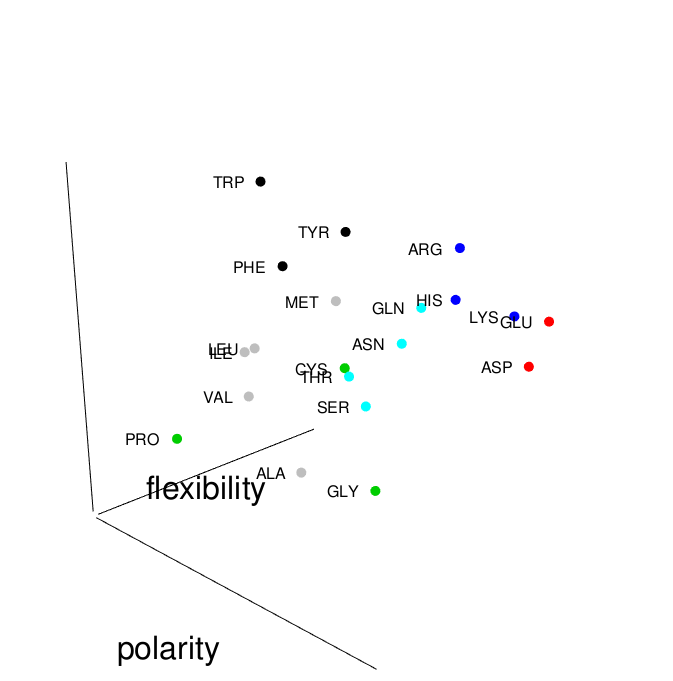 TRP
TYR
ARG
PHE
HIS
MET
GLN
LYS
GLU
ASN
LEU
ILE
ASP
CYS
THR
VAL
SER
PRO
ALA
flexibility
GLY
polarity